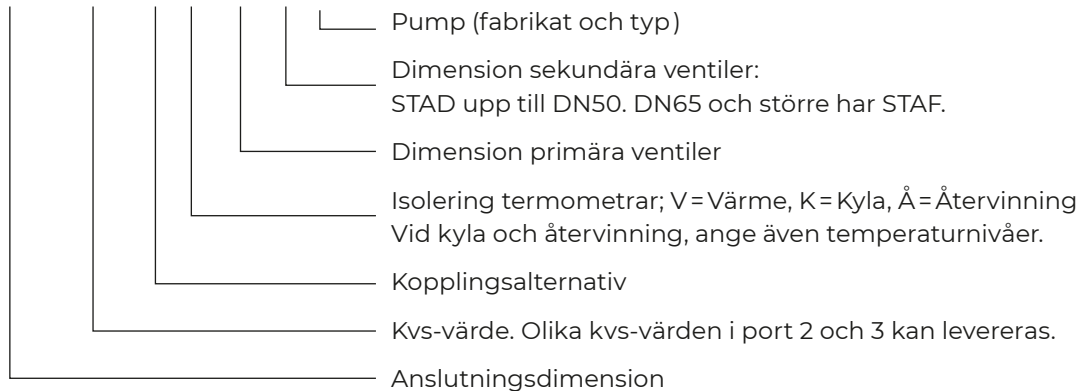 Pump (fabrikat och typ)
Dimension sekundära ventiler:
STAD upp till DN50. DN65 och större har STAF.
Dimension primära ventiler
Isolering termometrar; V=Värme, K=Kyla, Å=Återvinning
Vid kyla och återvinning, ange även temperaturnivåer.
Kopplingsalternativ
Kvs-värde. Olika kvs-värden i port 2 och 3 kan levereras.
Anslutningsdimension